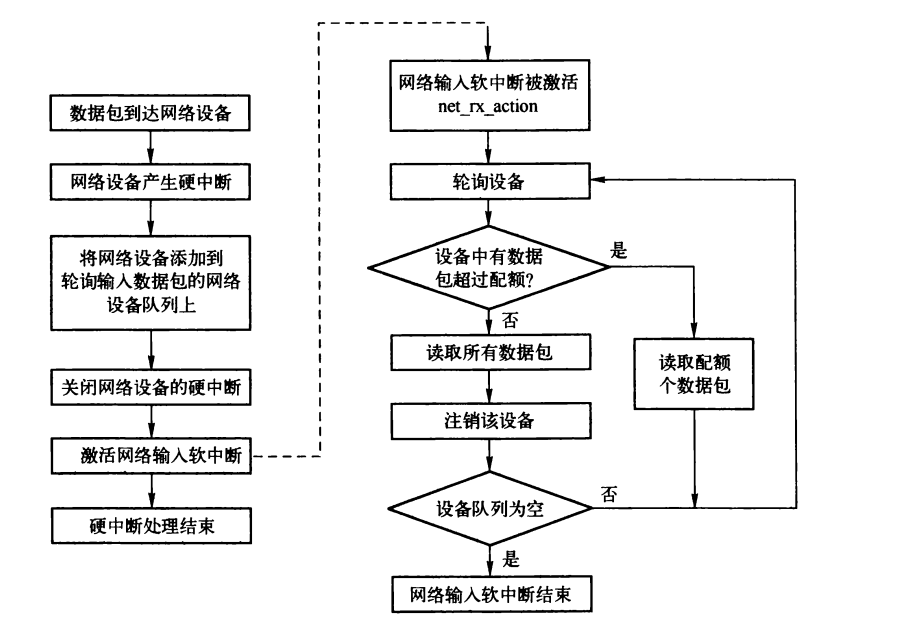 数据包到达网络设备
网络设备产生硬中断
将网络设备添加到
轮询输入数据包的网络
设备队列上
关闭网络设备的硬中断
激活网络输入软中断
硬中断处理结束
网络输入软中断被激活
net_rx_action
轮询设备
设备中有数据
包超过配额?
是
否
读取所有数据包
读取配额
个数据包
注销该设备
设备队列为空
否
是
网络输入软中断结束